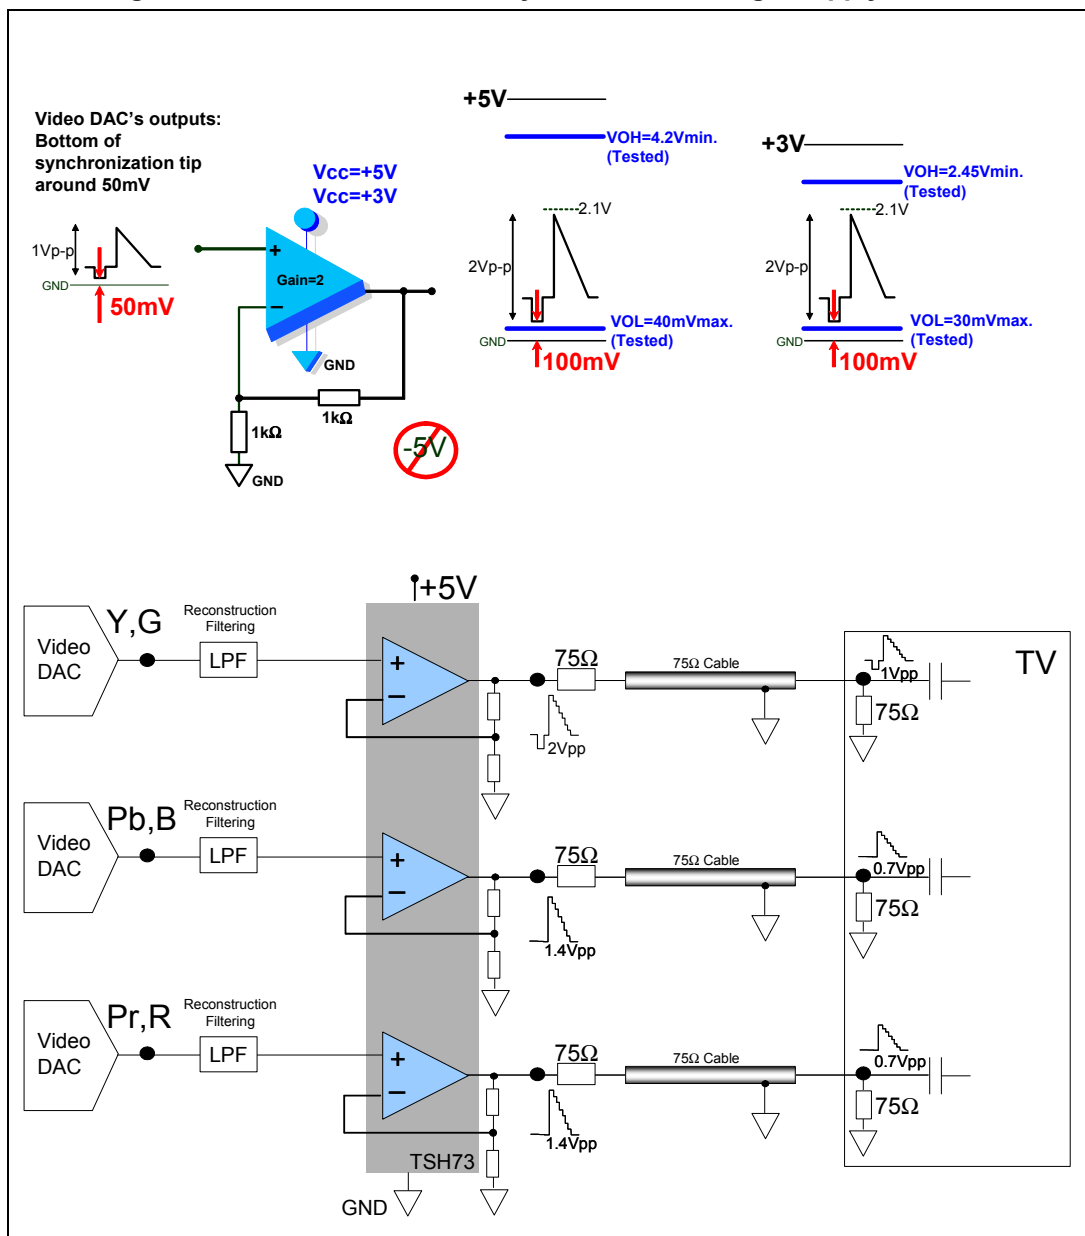 Video DAC's outputs:
Bottom of
synchronization tip
around 50mV
1Vp-p
GND
50mV
Vcc=+5V
Vcc=+3V
+
Gain=2
−
GND
1kΩ
1kΩ
GND
-5V
+5V
VOH=4.2Vmin.
(Tested)
2.1V
2Vp-p
VOL=40mVmax.
(Tested)
GND
100mV
+3V
VOH=2.45Vmin.
(Tested)
2.1V
2Vp-p
VOL=30mVmax.
(Tested)
GND
100mV
+5V
Video
DAC
Y,G
Reconstruction
Filtering
LPF
+
−
75Ω
2Vpp
75Ω Cable
TV
1Vpp
75Ω
Video
DAC
Pb,B
Reconstruction
Filtering
LPF
+
−
75Ω
1.4Vpp
75Ω Cable
0.7Vpp
75Ω
Video
DAC
Pr,R
Reconstruction
Filtering
LPF
+
−
75Ω
1.4Vpp
75Ω Cable
0.7Vpp
75Ω
TSH73
GND